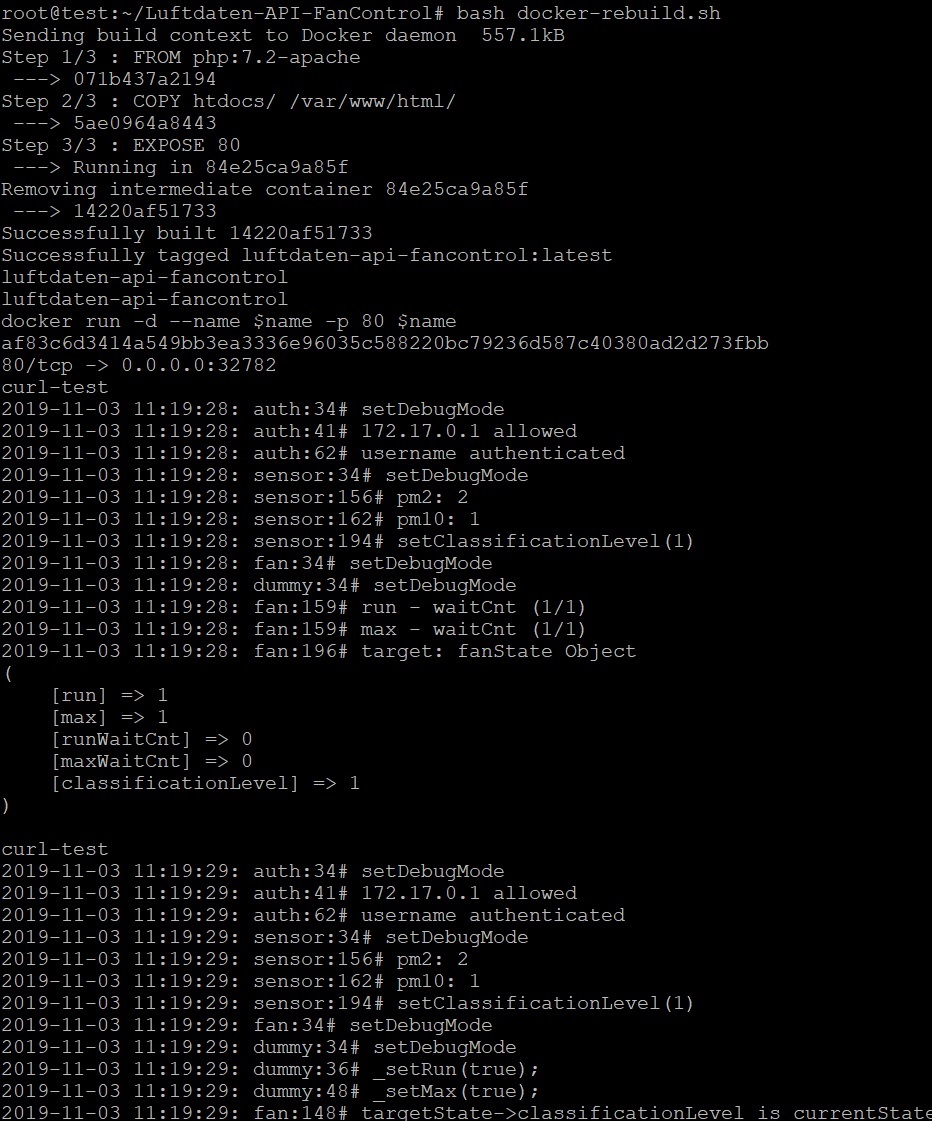 root@test:~/Luftdaten-API-FanControl# bash docker-rebuild.sh
Sending build context to Docker daemon  557.1kB
Step 1/3 : FROM php:7.2-apache
 ---> 071b437a2194
Step 2/3 : COPY htdocs/ /var/www/html/
 ---> 5ae0964a8443
Step 3/3 : EXPOSE 80
 ---> Running in 84e25ca9a85f
Removing intermediate container 84e25ca9a85f
 ---> 14220af51733
Successfully built 14220af51733
Successfully tagged luftdaten-api-fancontrol:latest
luftdaten-api-fancontrol
luftdaten-api-fancontrol
docker run -d --name $name -p 80 $name
af83c6d3414a549bb3ea3336e96035c588220bc79236d587c40380ad2d273fbb
80/tcp -> 0.0.0.0:32782
curl-test
2019-11-03 11:19:28: auth:34# setDebugMode
2019-11-03 11:19:28: auth:41# 172.17.0.1 allowed
2019-11-03 11:19:28: auth:62# username authenticated
2019-11-03 11:19:28: sensor:34# setDebugMode
2019-11-03 11:19:28: sensor:156# pm2: 2
2019-11-03 11:19:28: sensor:162# pm10: 1
2019-11-03 11:19:28: sensor:194# setClassificationLevel(1)
2019-11-03 11:19:28: fan:34# setDebugMode
2019-11-03 11:19:28: dummy:34# setDebugMode
2019-11-03 11:19:28: fan:159# run - waitCnt (1/1)
2019-11-03 11:19:28: fan:159# max - waitCnt (1/1)
2019-11-03 11:19:28: fan:196# target: fanState Object
(
    [run] => 1
    [max] => 1
    [runWaitCnt] => 0
    [maxWaitCnt] => 0
    [classificationLevel] => 1
)

curl-test
2019-11-03 11:19:29: auth:34# setDebugMode
2019-11-03 11:19:29: auth:41# 172.17.0.1 allowed
2019-11-03 11:19:29: auth:62# username authenticated
2019-11-03 11:19:29: sensor:34# setDebugMode
2019-11-03 11:19:29: sensor:156# pm2: 2
2019-11-03 11:19:29: sensor:162# pm10: 1
2019-11-03 11:19:29: sensor:194# setClassificationLevel(1)
2019-11-03 11:19:29: fan:34# setDebugMode
2019-11-03 11:19:29: dummy:34# setDebugMode
2019-11-03 11:19:29: dummy:36# _setRun(true);
2019-11-03 11:19:29: dummy:48# _setMax(true);
2019-11-03 11:19:29: fan:148# targetState->classificationLevel is currentState